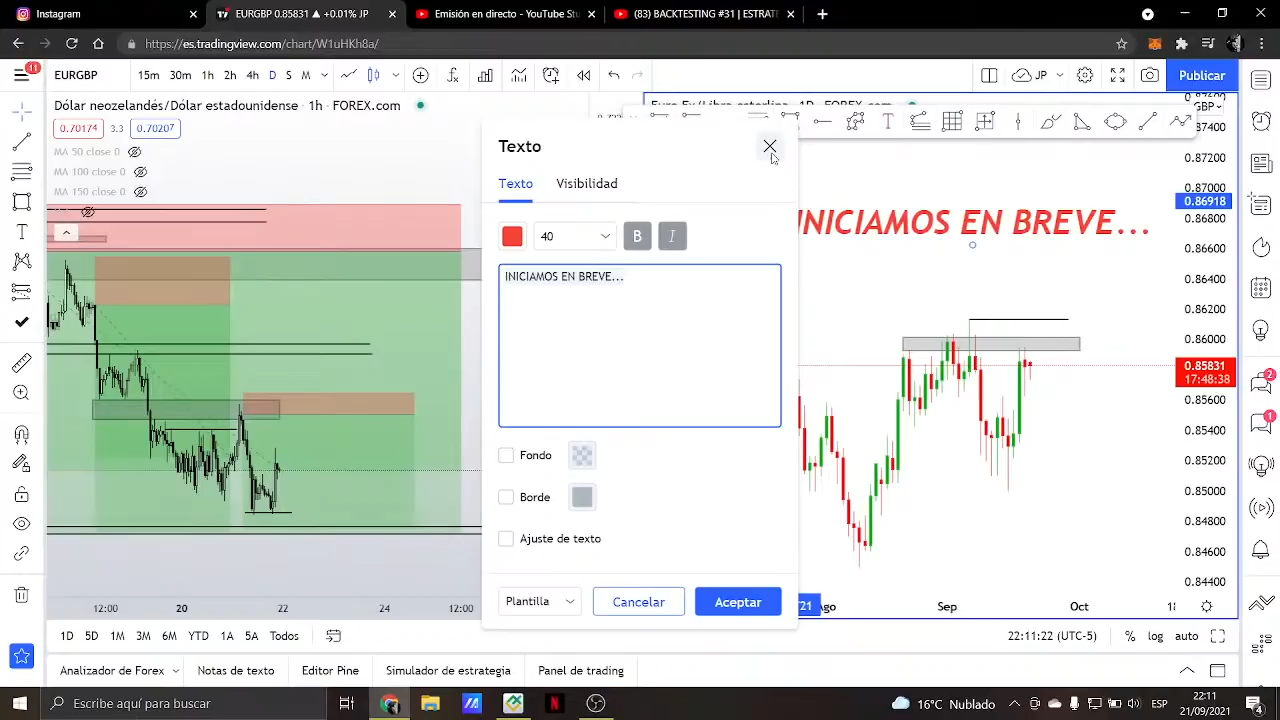 Instagram
EURGBP 0.85831 ▲ +0.01% JP
Emisión en directo - YouTube Stu
(83) BACKTESTING #31 | ESTRATE
https://es.tradingview.com/chart/W1uHKh8a/
11
EURGBP
15m 30m 1h 2h 4h D S M
JP
Publicar
Dólar neozelandés/Dólar estadounidense · 1h · FOREX.com
0.70174 3.3 0.70207
MA 50 close 0
MA 100 close 0
MA 150 close 0
Texto
Texto Visibilidad
40 B I
INICIAMOS EN BREVE...
Fondo
Borde
Ajuste de texto
Plantilla
Cancelar
Aceptar
INICIAMOS EN BREVE...
GBP
0.87400
0.87200
0.87000
0.86918
0.86800
0.86600
0.86400
0.86200
0.86000
0.85831
17:48:38
0.85600
0.85400
0.85200
0.85000
0.84800
0.84600
0.84400
2
1
12:00 20 22 24 12:00
Sep Oct
1D 5D 1M 3M 6M YTD 1A 5A Todos
22:11:22 (UTC-5) % log auto
Analizador de Forex Notas de texto Editor Pine Simulador de estrategia Panel de trading
Escribe aquí para buscar
16°C Nublado
ESP
22:11
21/09/2021